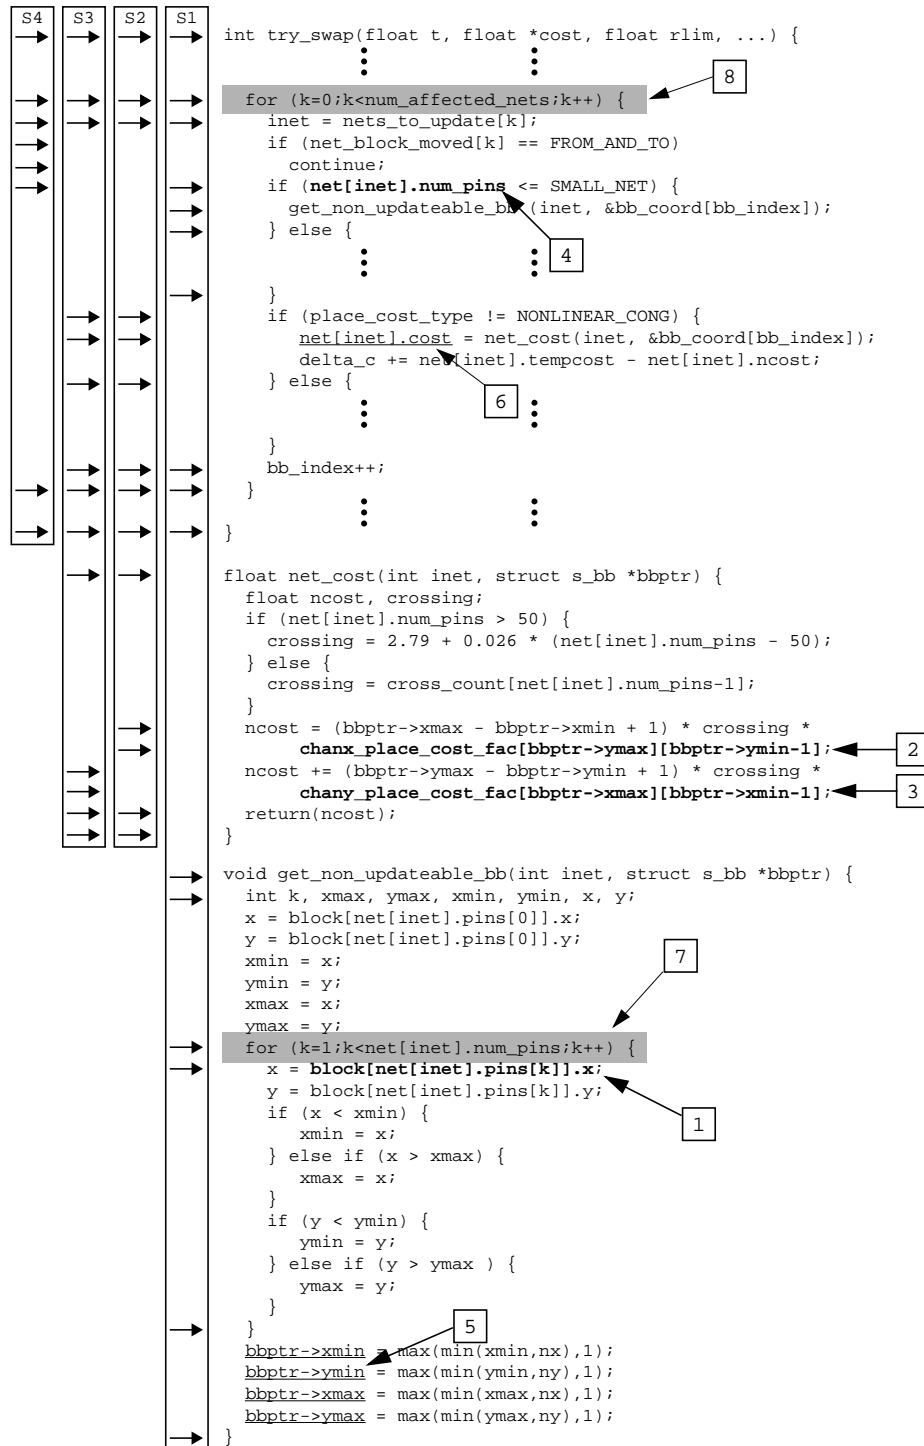 S4 S3 S2 S1
int try_swap(float t, float *cost, float rlim, ...) {
8
for (k=0;k<num_affected_nets;k++) {
inet = nets_to_update[k];
if (net_block_moved[k] == FROM_AND_TO)
continue;
if (net[inet].num_pins <= SMALL_NET) {
get_non_updateable_bb (inet, &bb_coord[bb_index]);
} else {
4
}
if (place_cost_type != NONLINEAR_CONG) {
net[inet].cost = net_cost(inet, &bb_coord[bb_index]);
delta_c += net[inet].tempcost - net[inet].ncost;
} else {
6
}
bb_index++;
}
}
float net_cost(int inet, struct s_bb *bbptr) {
float ncost, crossing;
if (net[inet].num_pins > 50) {
crossing = 2.79 + 0.026 * (net[inet].num_pins - 50);
} else {
crossing = cross_count[net[inet].num_pins-1];
}
ncost = (bbptr->xmax - bbptr->xmin + 1) * crossing *
chanx_place_cost_fac[bbptr->ymax][bbptr->ymin-1]; 2
ncost += (bbptr->ymax - bbptr->ymin + 1) * crossing *
chany_place_cost_fac[bbptr->xmax][bbptr->xmin-1]; 3
return(ncost);
}
void get_non_updateable_bb(int inet, struct s_bb *bbptr) {
int k, xmax, ymax, xmin, ymin, x, y;
x = block[net[inet].pins[0]].x;
y = block[net[inet].pins[0]].y;
xmin = x;
7
ymin = y;
xmax = x;
ymax = y;
for (k=1;k<net[inet].num_pins;k++) {
x = block[net[inet].pins[k]].x;
y = block[net[inet].pins[k]].y;
if (x < xmin) {
1
xmin = x;
} else if (x > xmax) {
xmax = x;
}
if (y < ymin) {
ymin = y;
} else if (y > ymax ) {
ymax = y;
}
}
5
bbptr->xmin = max(min(xmin,nx),1);
bbptr->ymin = max(min(ymin,ny),1);
bbptr->xmax = max(min(xmax,nx),1);
bbptr->ymax = max(min(ymax,ny),1);
}